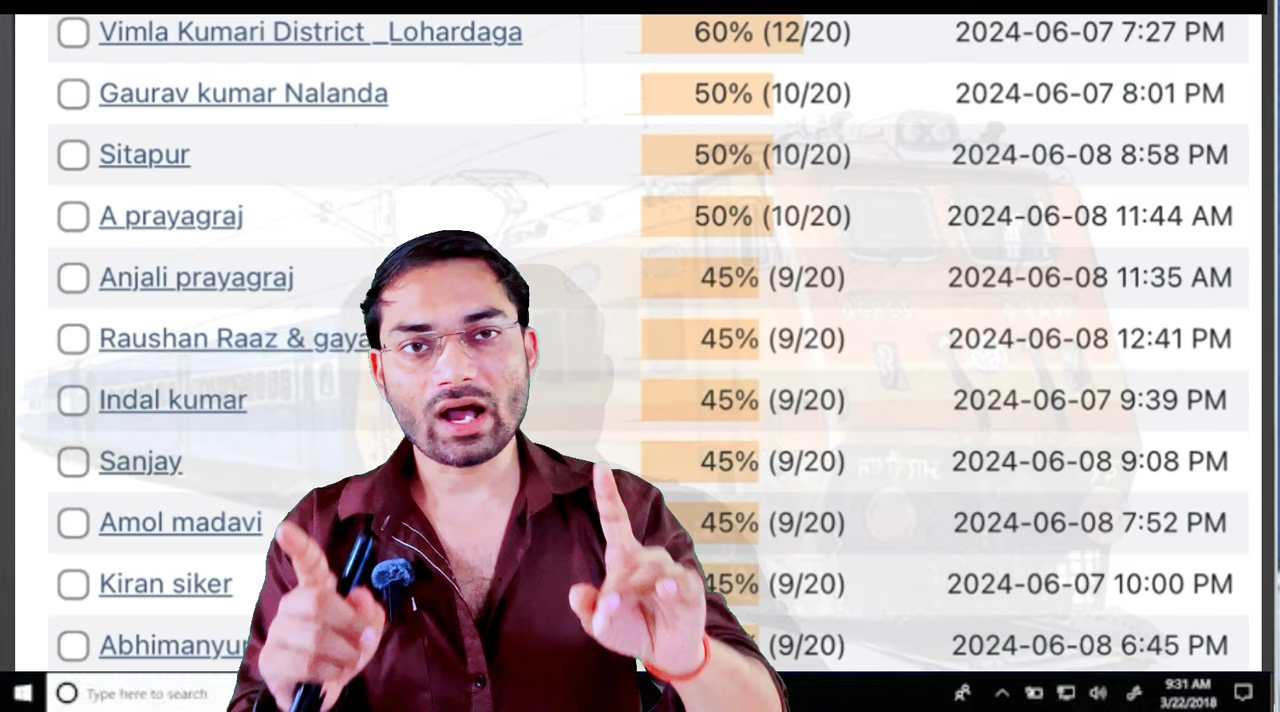 Vimla Kumari District _Lohardaga 60% (12/20) 2024-06-07 7:27 PM
Gaurav kumar Nalanda 50% (10/20) 2024-06-07 8:01 PM
Sitapur 50% (10/20) 2024-06-08 8:58 PM
A prayagraj 50% (10/20) 2024-06-08 11:44 AM
Anjali prayagraj 45% (9/20) 2024-06-08 11:35 AM
Raushan Raaz & gaya 45% (9/20) 2024-06-08 12:41 PM
Indal kumar 45% (9/20) 2024-06-07 9:39 PM
Sanjay 45% (9/20) 2024-06-08 9:08 PM
Amol madavi 45% (9/20) 2024-06-08 7:52 PM
Kiran siker 45% (9/20) 2024-06-07 10:00 PM
Abhimanyu (9/20) 2024-06-08 6:45 PM
Type here to search
9:31 AM
3/22/2018